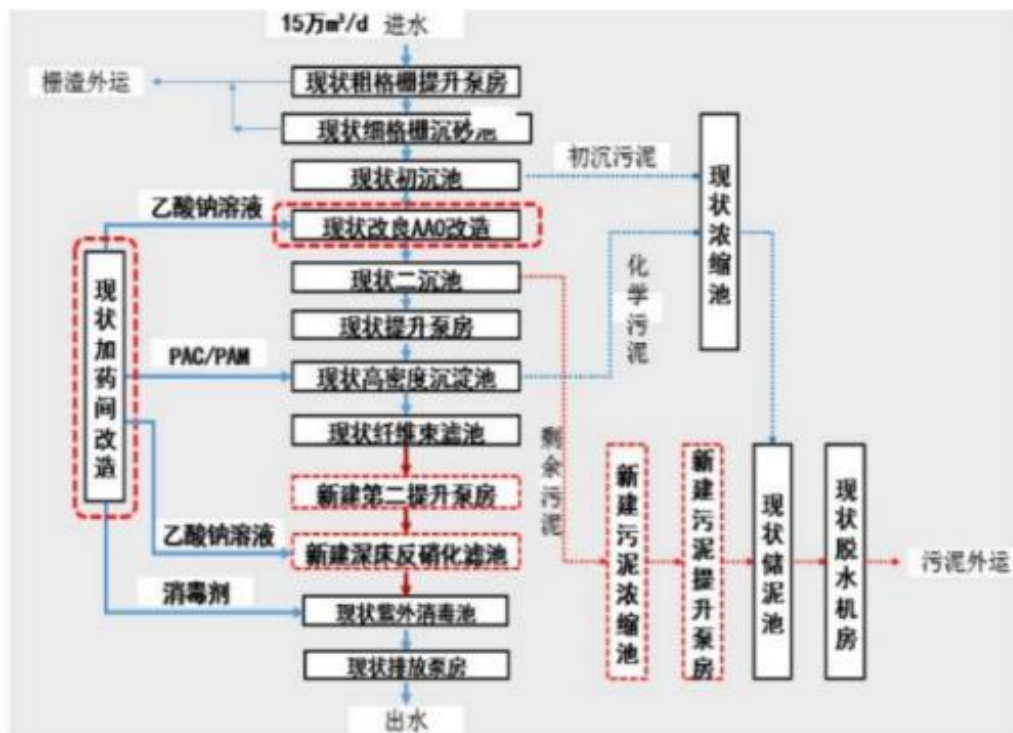 15万m³/d 进水
栅渣外运
现状粗格栅提升泵房
现状细格栅沉砂池
现状初沉池
初沉污泥
现状浓缩池
乙酸钠溶液
现状改良AAO改造
现状二沉池
化学污泥
现状提升泵房
现状加药间改造
PAC/PAM
现状高密度沉淀池
现状纤维束滤池
剩余污泥
新建第二提升泵房
新建污泥浓缩池
新建污泥提升泵房
现状储泥池
现状脱水机房
污泥外运
乙酸钠溶液
新建深床反硝化滤池
消毒剂
现状紫外消毒池
现状排放泵房
出水